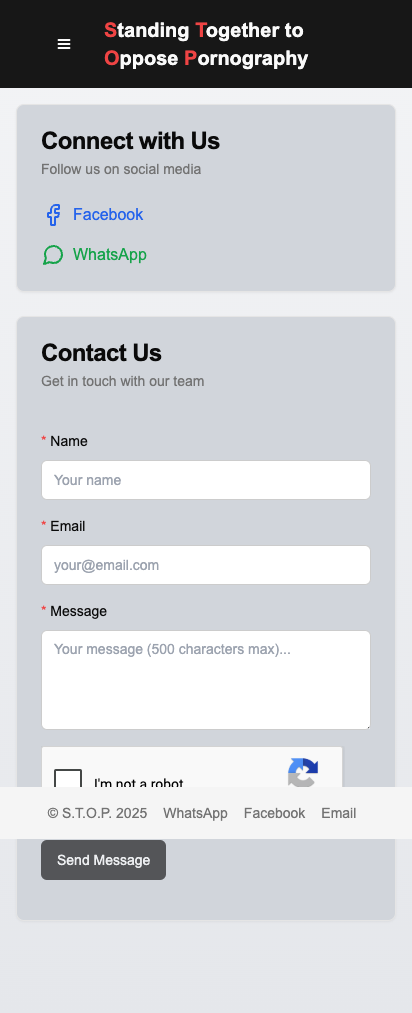 Standing Together to
Oppose Pornography
Connect with Us
Follow us on social media
Facebook
WhatsApp
Contact Us
Get in touch with our team
* Name
Your name
* Email
your@email.com
* Message
Your message (500 characters max)...
I'm not a robot
© S.T.O.P. 2025 WhatsApp Facebook Email
Send Message